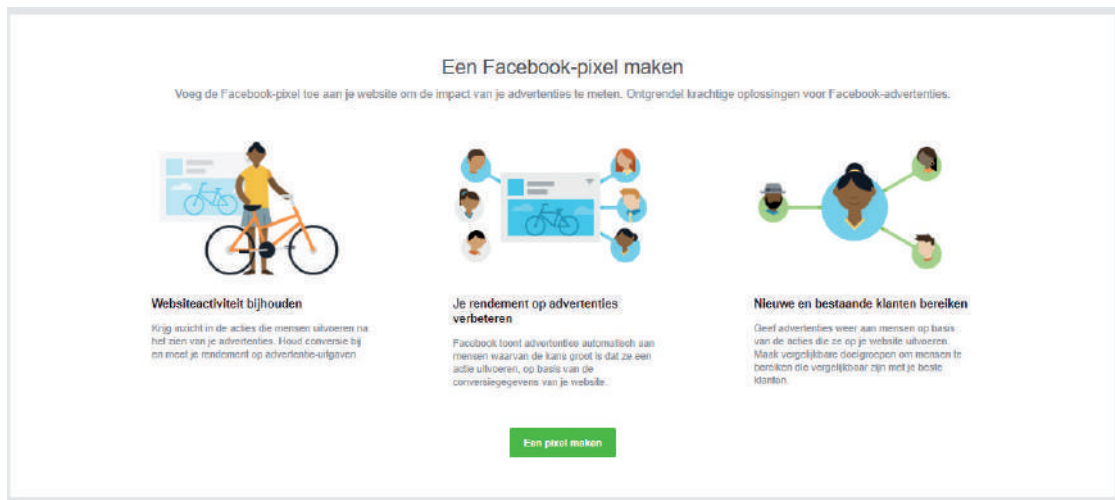 Een Facebook-pixel maken
Voeg de Facebook-pixel toe aan je website om de impact van je advertenties te meten. Ontgrendel krachtige oplossingen voor Facebook-advertenties.
Websiteactiviteit bijhouden
Krijg inzicht in de acties die mensen uitvoeren na
het zien van je advertenties. Houd conversie bij
en meet je rendement op advertentie-uitgaven
Je rendement op advertenties
verbeteren
Facebook toont advertenties automatisch aan
mensen waarvan de kans groot is dat ze een
actie uitvoeren, op basis van de
conversiegegevens van je website.
Nieuwe en bestaande klanten bereiken
Geef advertenties weer aan mensen op basis
van de acties die ze op je website uitvoeren.
Maak vergelijkbare doelgroepen om mensen te
bereiken die vergelijkbaar zijn met je beste
klanten.
Een pixel maken